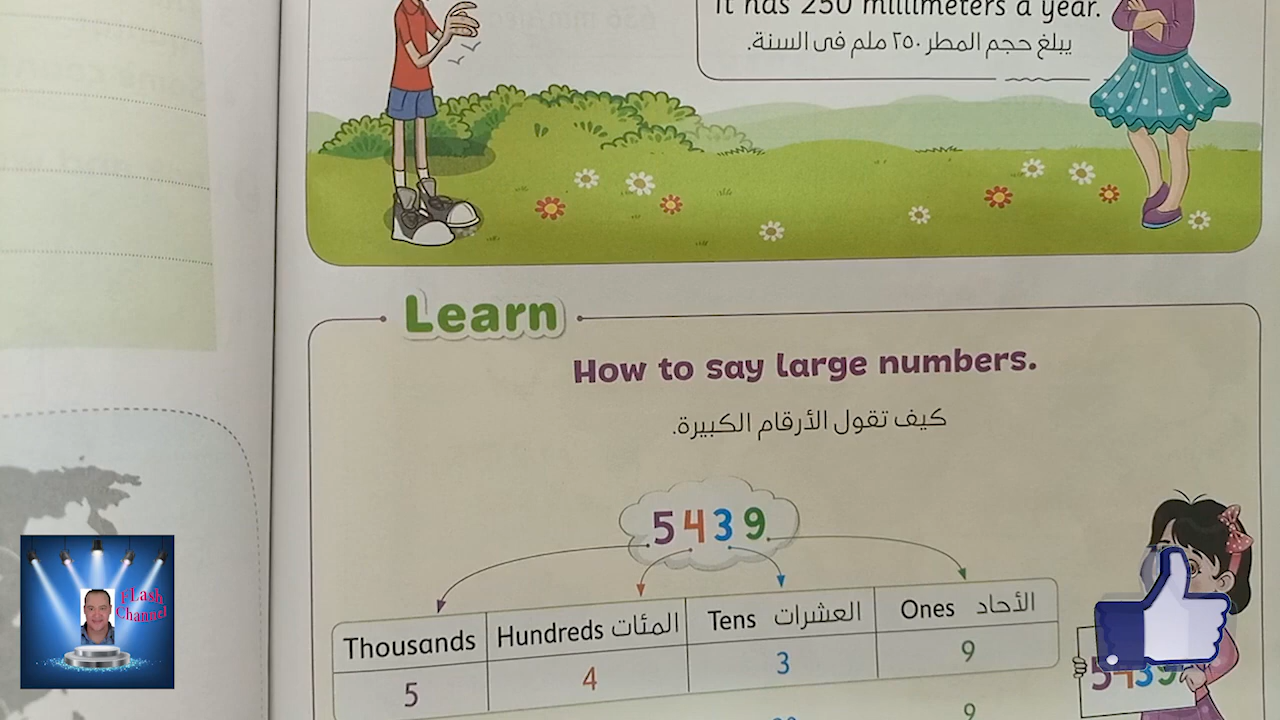 It has 250 millimeters a year.
يبلغ حجم المطر ٢٥٠ ملم فى السنة.
Learn
How to say large numbers.
كيف تقول الأرقام الكبيرة.
5439
Thousands Hundreds المئات Tens العشرات Ones الأحاد
5 4 3 9
9
5439
FLash
Channel